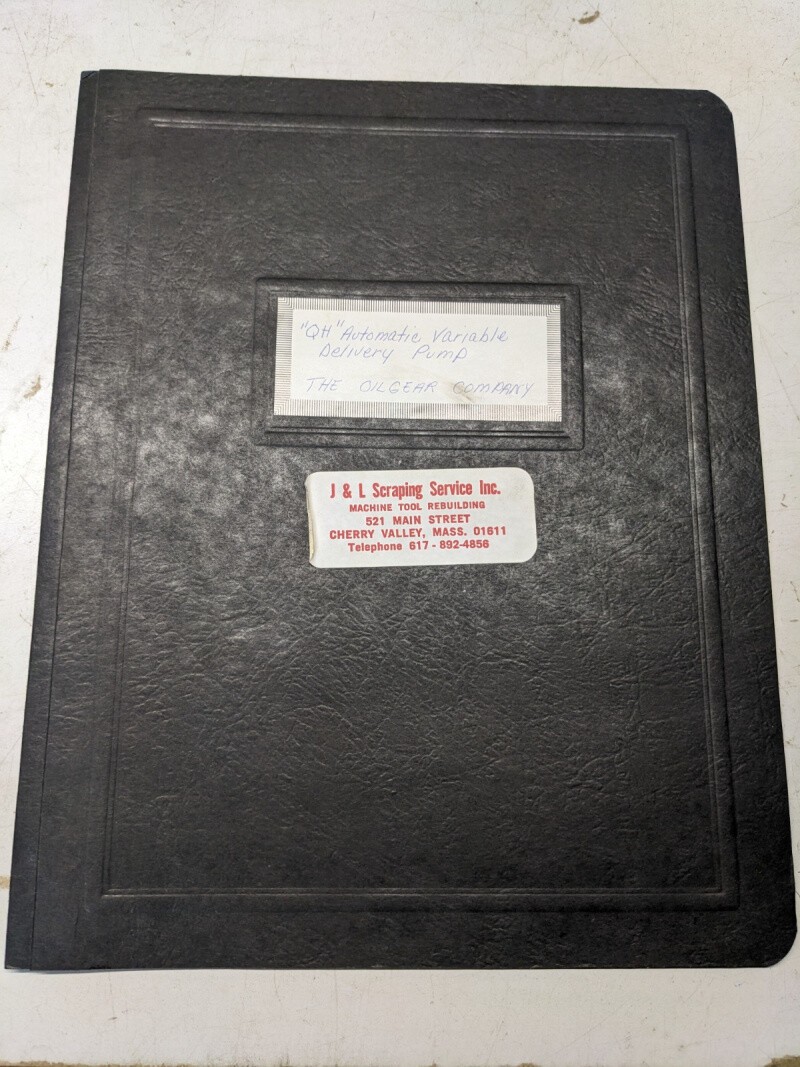 "QH" Automatic Variable
Delivery Pump
THE OILGEAR COMPANY
J & L Scraping Service Inc.
MACHINE TOOL REBUILDING
521 MAIN STREET
CHERRY VALLEY, MASS. 01611
Telephone 617 - 892-4856